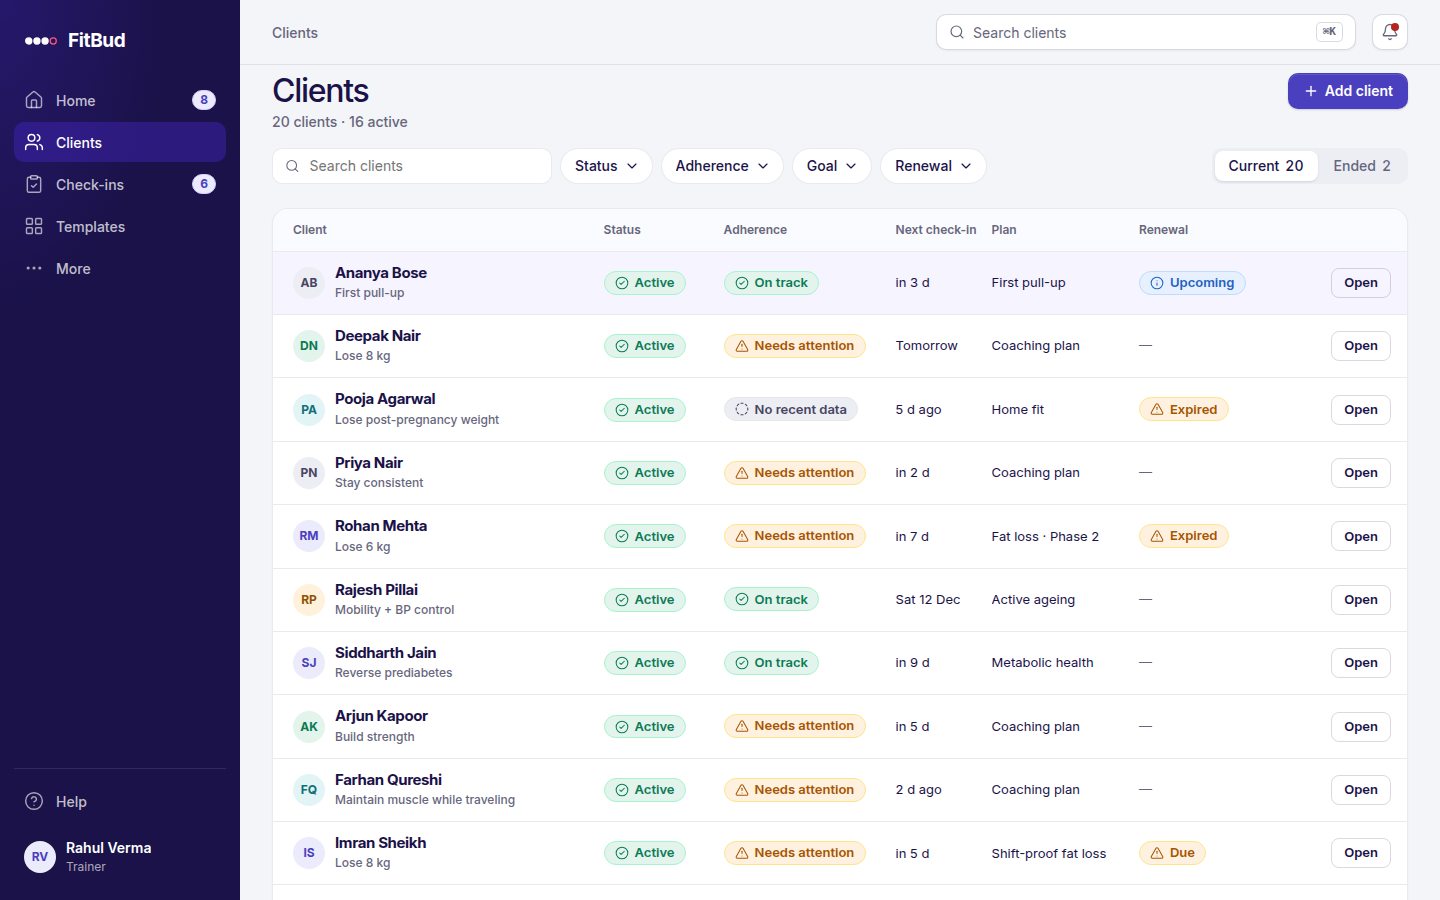 FitBud
Home 8
Clients
Check-ins 6
Templates
More
Help
RV Rahul Verma
Trainer
Clients
Search clients ⌘K
Clients
20 clients · 16 active
Add client
Search clients
Status Adherence Goal Renewal
Current 20 Ended 2
Client Status Adherence Next check-in Plan Renewal
AB Ananya Bose Active On track in 3 d First pull-up Upcoming Open
First pull-up
DN Deepak Nair Active Needs attention Tomorrow Coaching plan — Open
Lose 8 kg
PA Pooja Agarwal Active No recent data 5 d ago Home fit Expired Open
Lose post-pregnancy weight
PN Priya Nair Active Needs attention in 2 d Coaching plan — Open
Stay consistent
RM Rohan Mehta Active Needs attention in 7 d Fat loss · Phase 2 Expired Open
Lose 6 kg
RP Rajesh Pillai Active On track Sat 12 Dec Active ageing — Open
Mobility + BP control
SJ Siddharth Jain Active On track in 9 d Metabolic health — Open
Reverse prediabetes
AK Arjun Kapoor Active Needs attention in 5 d Coaching plan — Open
Build strength
FQ Farhan Qureshi Active Needs attention 2 d ago Coaching plan — Open
Maintain muscle while traveling
IS Imran Sheikh Active Needs attention in 5 d Shift-proof fat loss Due Open
Lose 8 kg